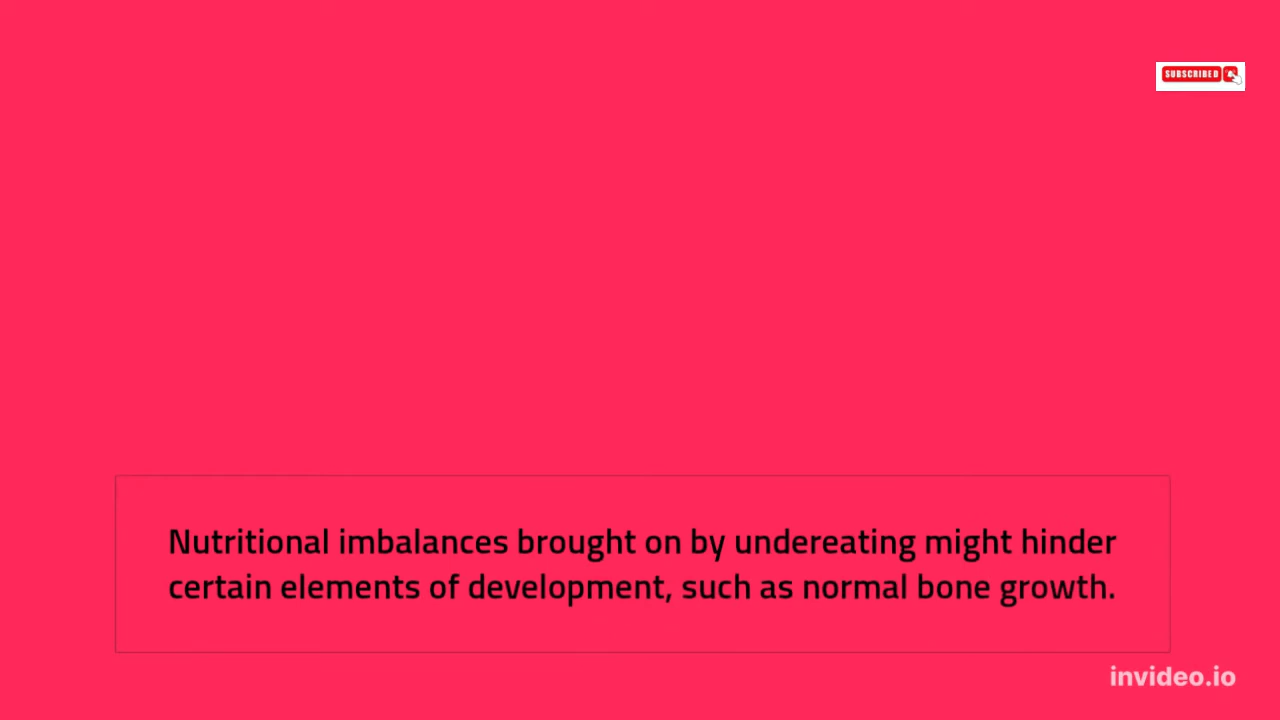 SUBSCRIBED
Nutritional imbalances brought on by undereating might hinder
certain elements of development, such as normal bone growth.
invideo.io